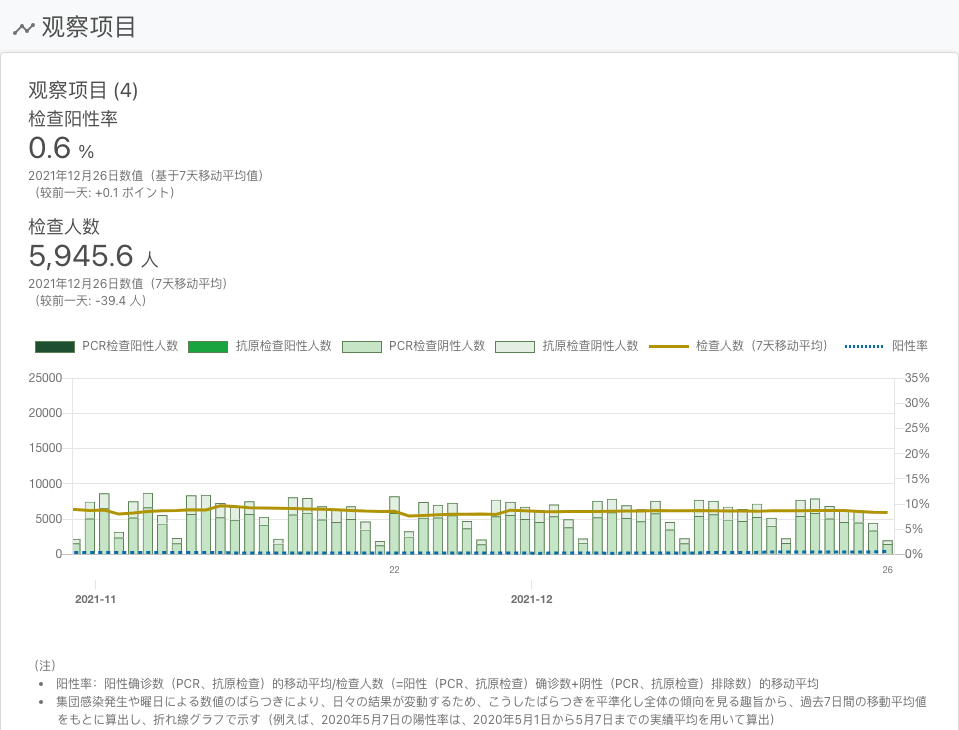 观察项目
观察项目 (4)
检查阳性率
0.6 %
2021年12月26日数值（基于7天移动平均值）
（较前一天: +0.1 ポイント）
检查人数
5,945.6 人
2021年12月26日数值（7天移动平均）
（较前一天: -39.4 人）
PCR检查阳性人数 抗原检查阳性人数 PCR检查阴性人数 抗原检查阴性人数 检查人数（7天移动平均） 阳性率
25000 35%
20000 30%
15000 25%
10000 20%
5000 15%
0 10%
5%
0%
22 26
2021-11 2021-12
（注）
• 阳性率：阳性确诊数（PCR、抗原检查）的移动平均/检查人数（=阳性（PCR、抗原检查）确诊数+阴性（PCR、抗原检查）排除数）的移动平均
• 集団感染発生や曜日による数値のばらつきにより、日々の結果が変動するため、こうしたばらつきを平準化し全体の傾向を見る趣旨から、過去7日間の移動平均値
をもとに算出し、折れ線グラフで示す（例えば、2020年5月7日の陽性率は、2020年5月1日から5月7日までの実績平均を用いて算出）